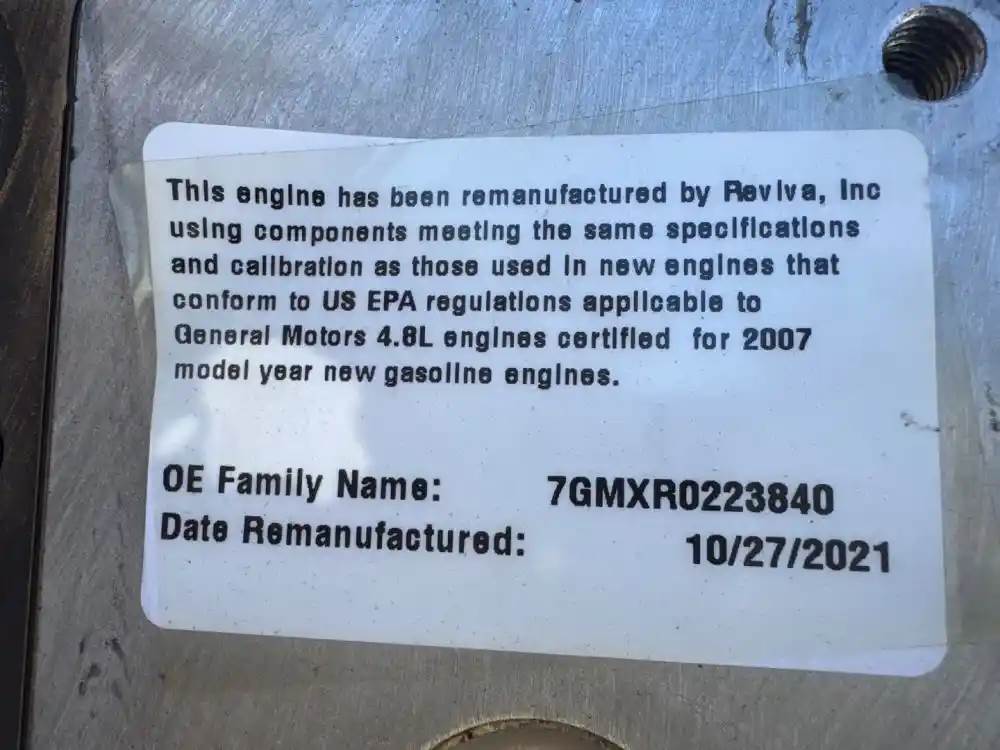 This engine has been remanufactured by Reviva, Inc
using components meeting the same specifications
and calibration as those used in new engines that
conform to US EPA regulations applicable to
General Motors 4.8L engines certified for 2007
model year new gasoline engines.
OE Family Name: 7GMXR0223840
Date Remanufactured: 10/27/2021